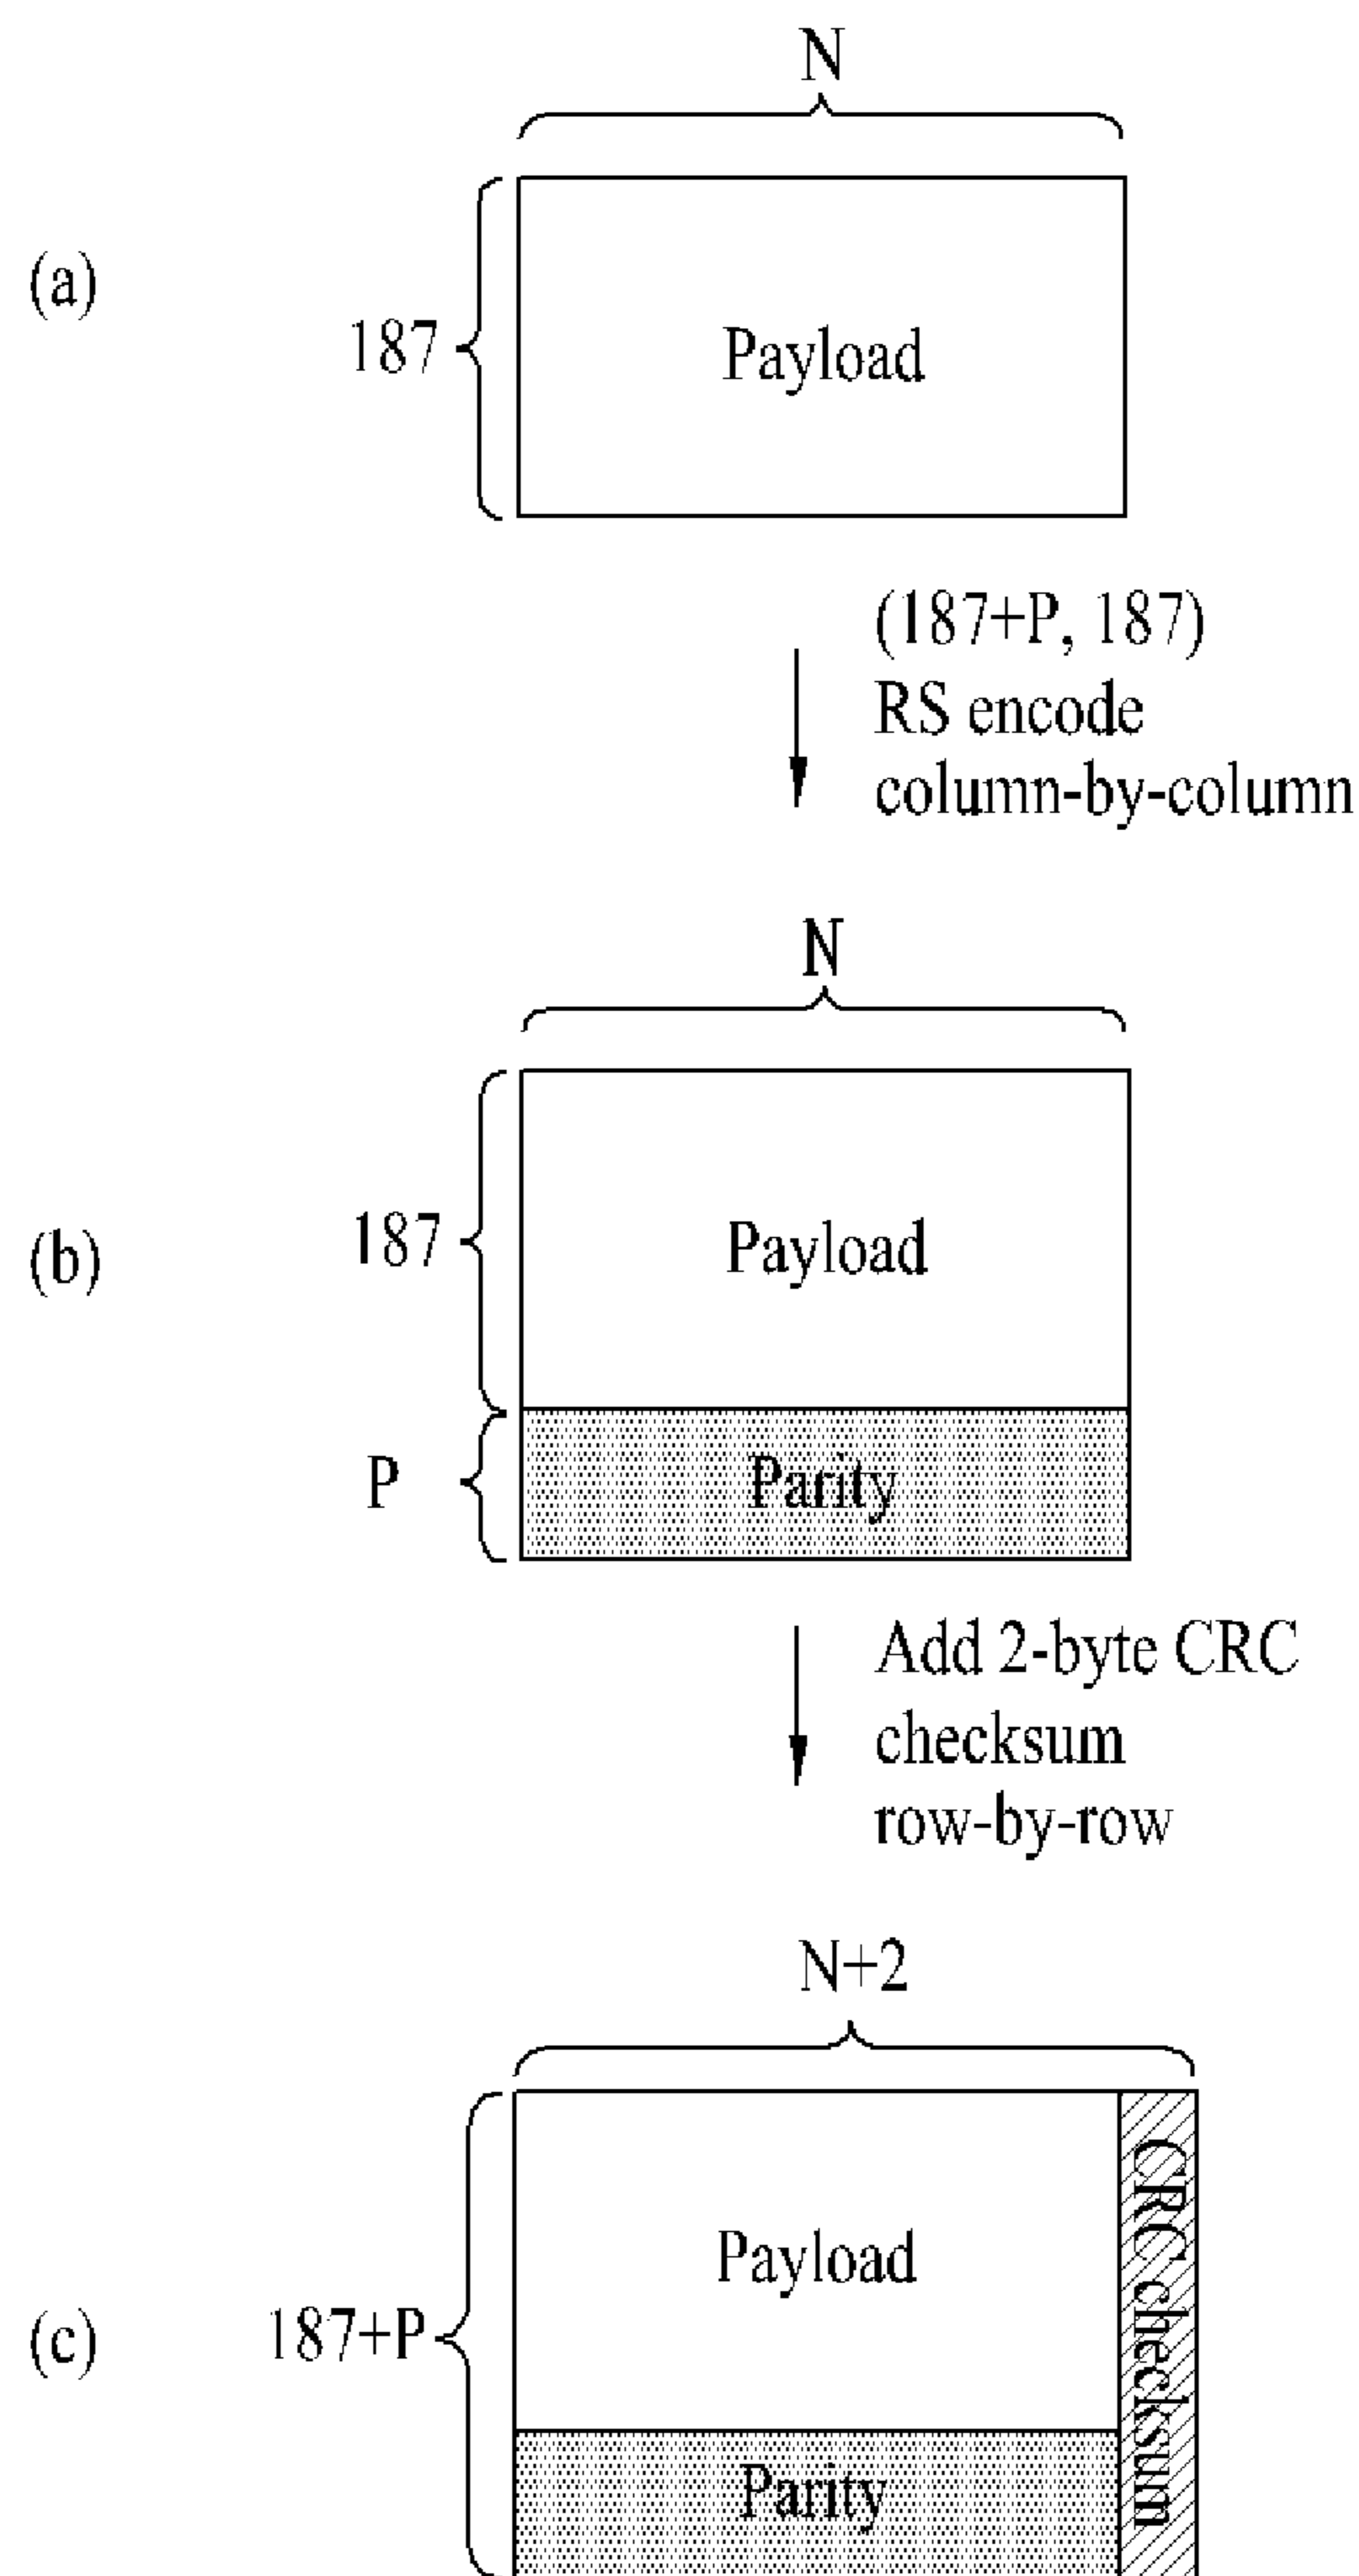 N
(a)
187
Payload
(187+P, 187)
RS encode
column-by-column
N
(b)
187
Payload
P
Parity
Add 2-byte CRC
checksum
row-by-row
N+2
(c)
187+P
Payload
CRC checksum
Parity